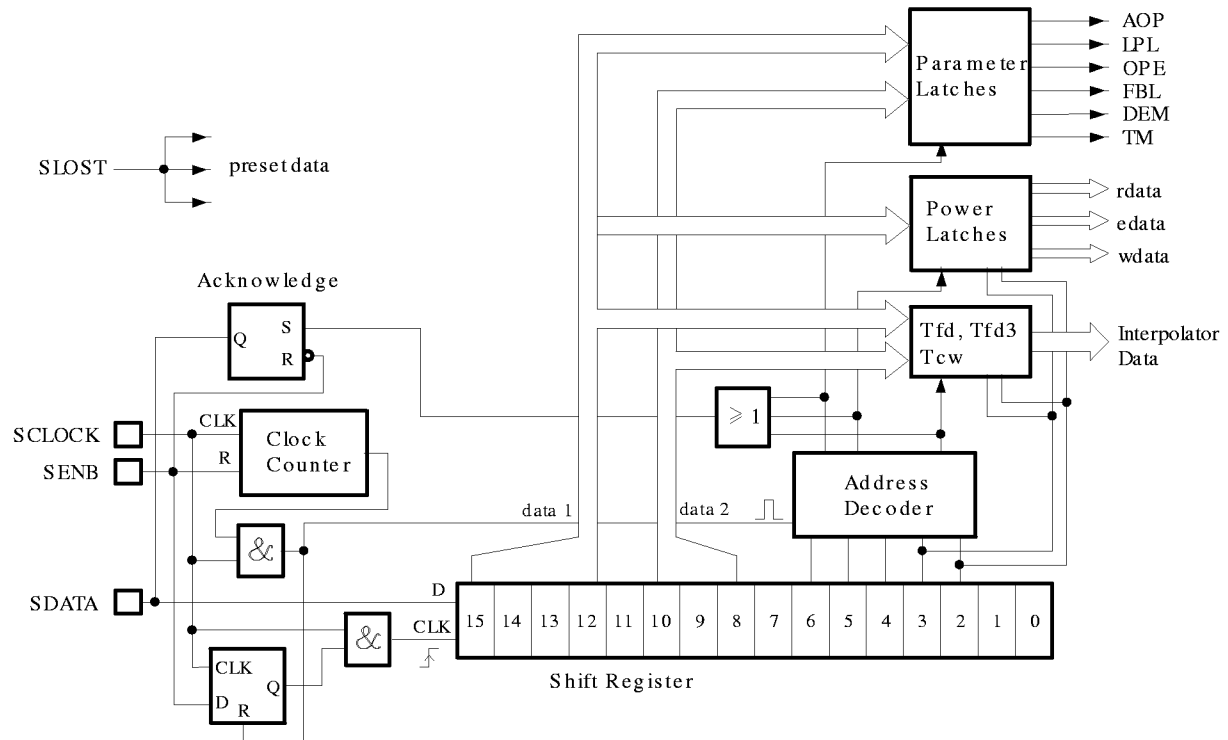 AOP
LPL
OPE
FBL
DEM
TM
Parameter
Latches
SLOST
preset data
rdata
edata
wdata
Power
Latches
Acknowledge
Q
S
R
Tfd, Tfd3
Tcw
Interpolator
Data
≥ 1
SCLOCK
CLK
SENB
R
Clock
Counter
Address
Decoder
data 1
data 2
&
SDATA
D
CLK
15 14 13 12 11 10 9 8 7 6 5 4 3 2 1 0
&
CLK
Q
D
R
Shift Register